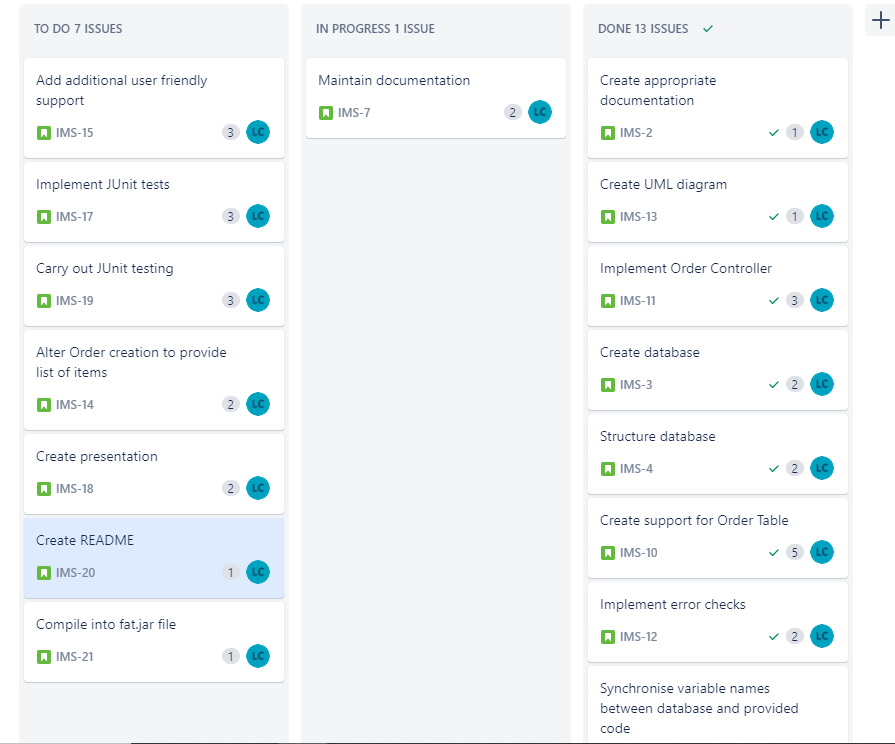 TO DO 7 ISSUES
Add additional user friendly
support
IMS-15 3 LC
Implement JUnit tests
IMS-17 3 LC
Carry out JUnit testing
IMS-19 3 LC
Alter Order creation to provide
list of items
IMS-14 2 LC
Create presentation
IMS-18 2 LC
Create README
IMS-20 1 LC
Compile into fat.jar file
IMS-21 1 LC
IN PROGRESS 1 ISSUE
Maintain documentation
IMS-7 2 LC
DONE 13 ISSUES
Create appropriate
documentation
IMS-2 1 LC
Create UML diagram
IMS-13 1 LC
Implement Order Controller
IMS-11 3 LC
Create database
IMS-3 2 LC
Structure database
IMS-4 2 LC
Create support for Order Table
IMS-10 5 LC
Implement error checks
IMS-12 2 LC
Synchronise variable names
between database and provided
code